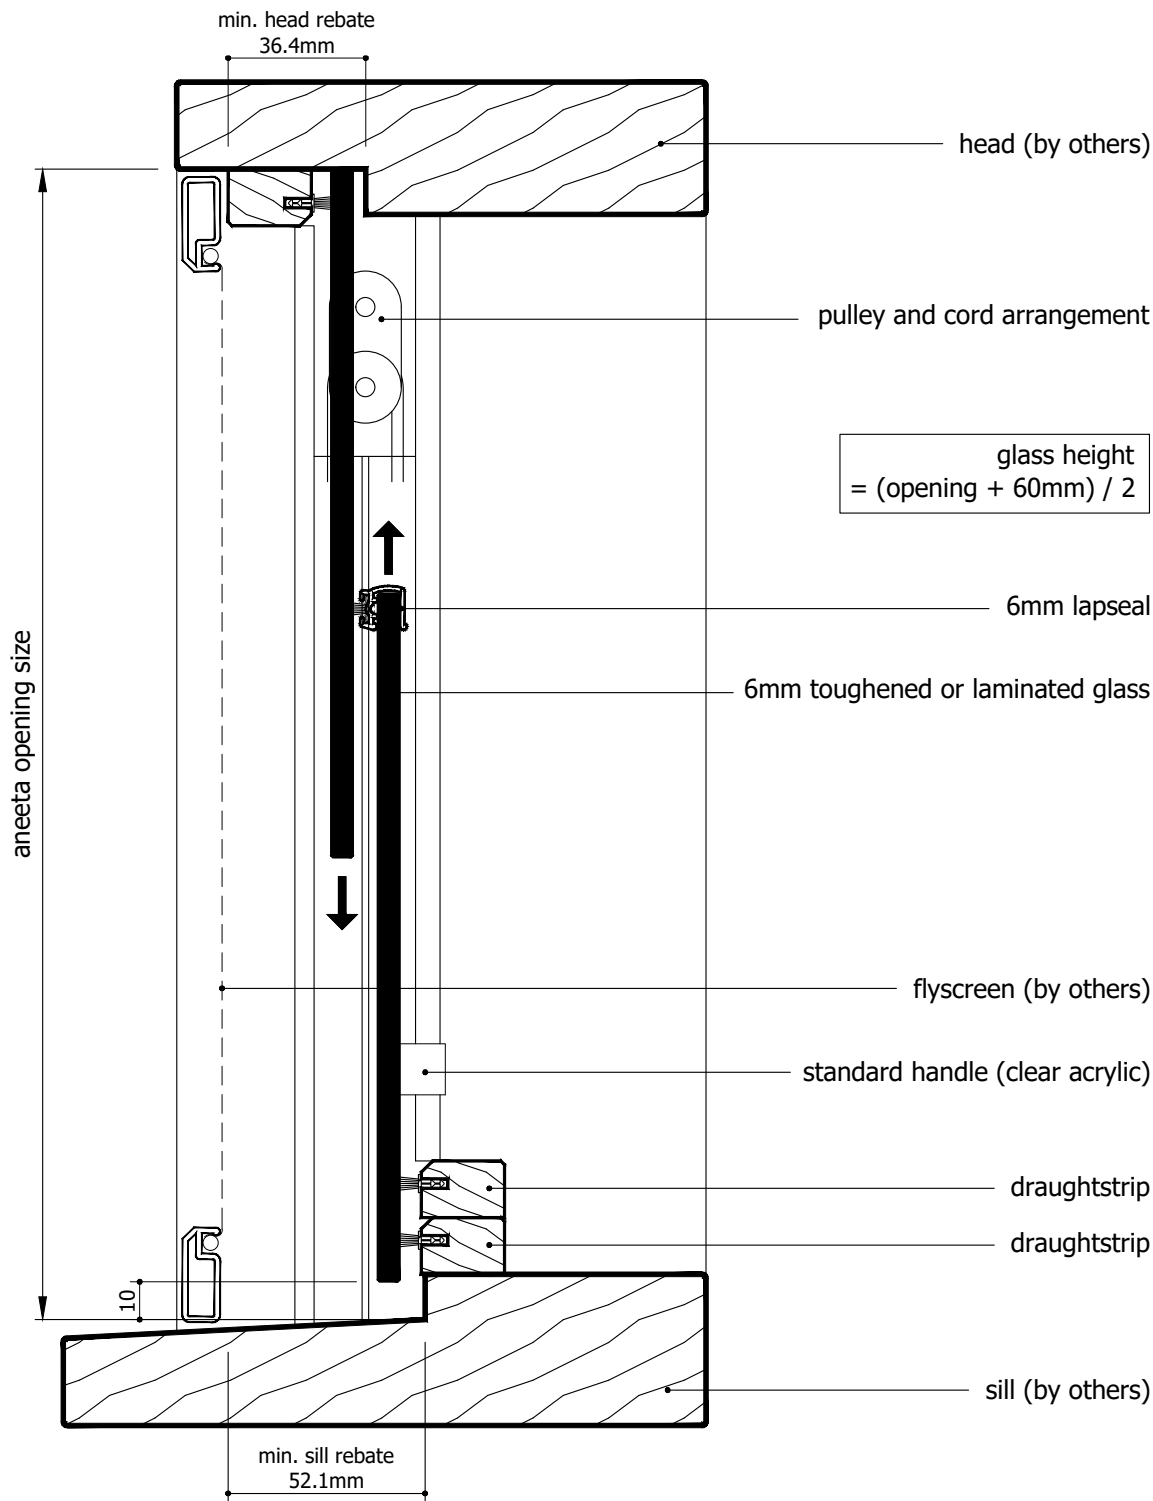 min. head rebate
36.4mm
head (by others)
pulley and cord arrangement
glass height
= (opening + 60mm) / 2
6mm lapseal
aneeta opening size
6mm toughened or laminated glass
flyscreen (by others)
standard handle (clear acrylic)
draughtstrip
draughtstrip
10
sill (by others)
min. sill rebate
52.1mm